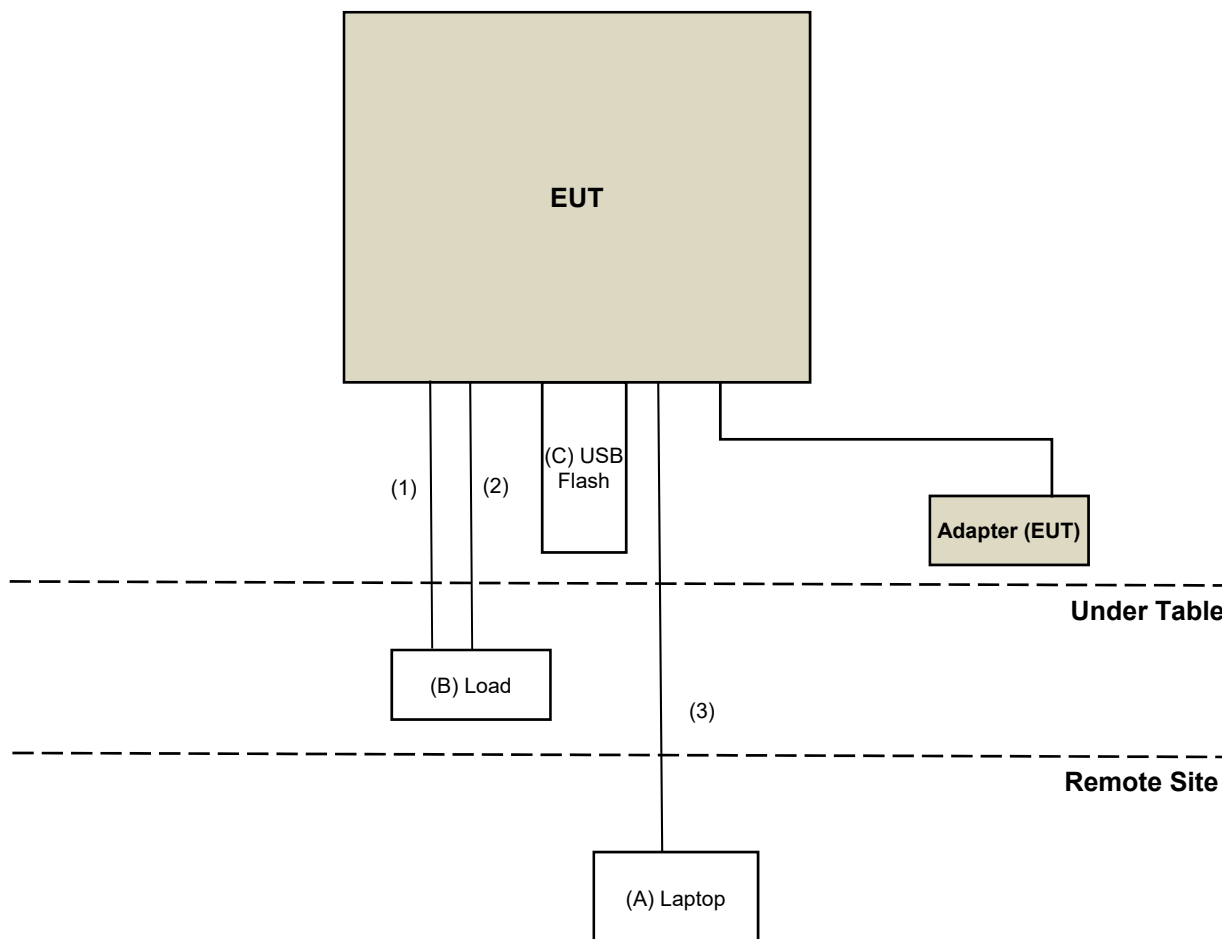 EUT
(C) USB
Flash
(1)
(2)
Adapter (EUT)
Under Table
(B) Load
(3)
Remote Site
(A) Laptop